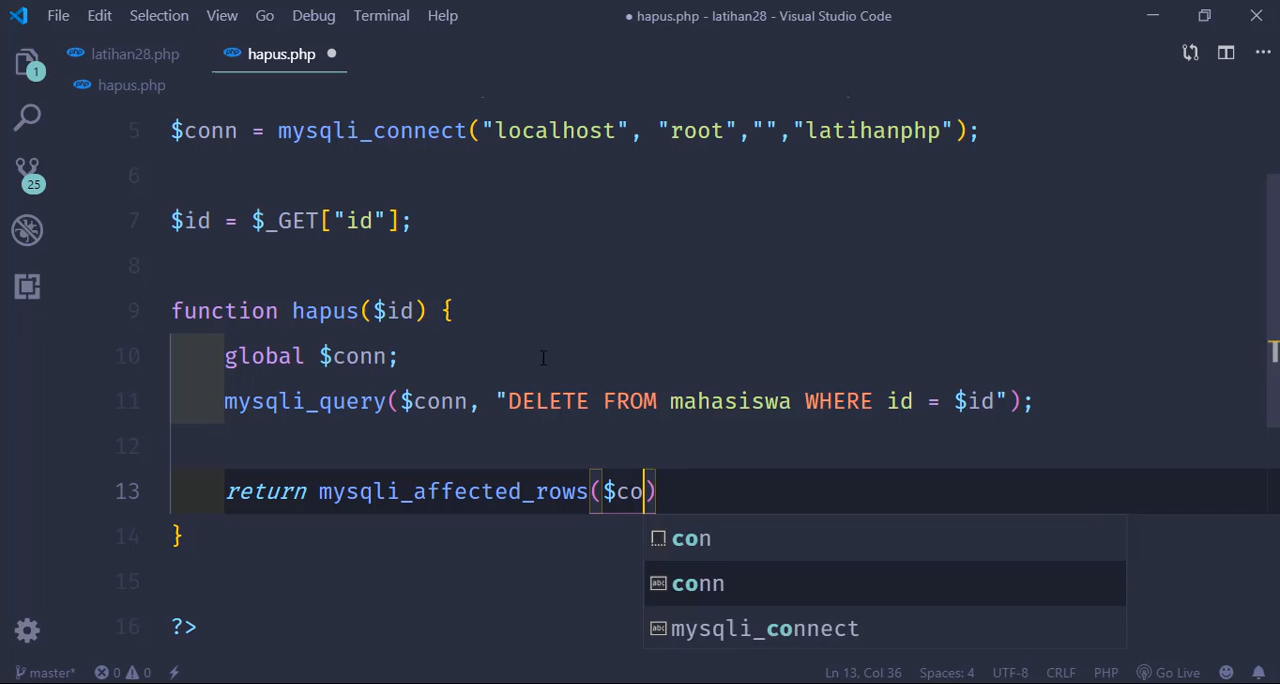 File Edit Selection View Go Debug Terminal Help ● hapus.php - latihan28 - Visual Studio Code
1
25
php latihan28.php php hapus.php ●
php hapus.php
5 $conn = mysqli_connect("localhost", "root","","latihanphp");
6
7 $id = $_GET["id"];
8
9 function hapus($id) {
10 global $conn;
11 mysqli_query($conn, "DELETE FROM mahasiswa WHERE id = $id");
12
13 return mysqli_affected_rows($co)
con
conn
mysqli_connect
14 }
15
16 ?>
master* 0 0 Ln 13, Col 36 Spaces: 4 UTF-8 CRLF PHP Go Live